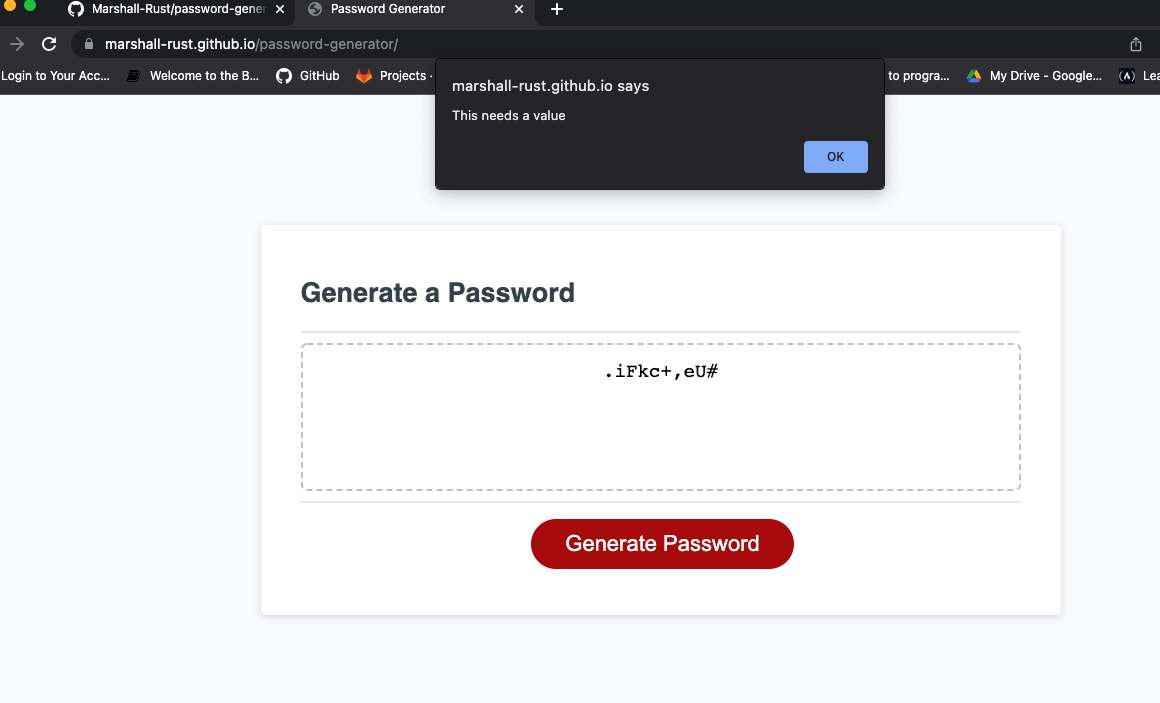 Marshall-Rust/password-gener
Password Generator
marshall-rust.github.io/password-generator/
Login to Your Acc...
Welcome to the B...
GitHub
Projects ·
to progra...
My Drive - Google...
Lea
marshall-rust.github.io says
This needs a value
OK
Generate a Password
.iFkc+,eU#
Generate Password